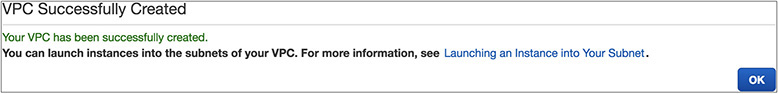 VPC Successfully Created
Your VPC has been successfully created.
You can launch instances into the subnets of your VPC. For more information, see Launching an Instance into Your Subnet.
OK